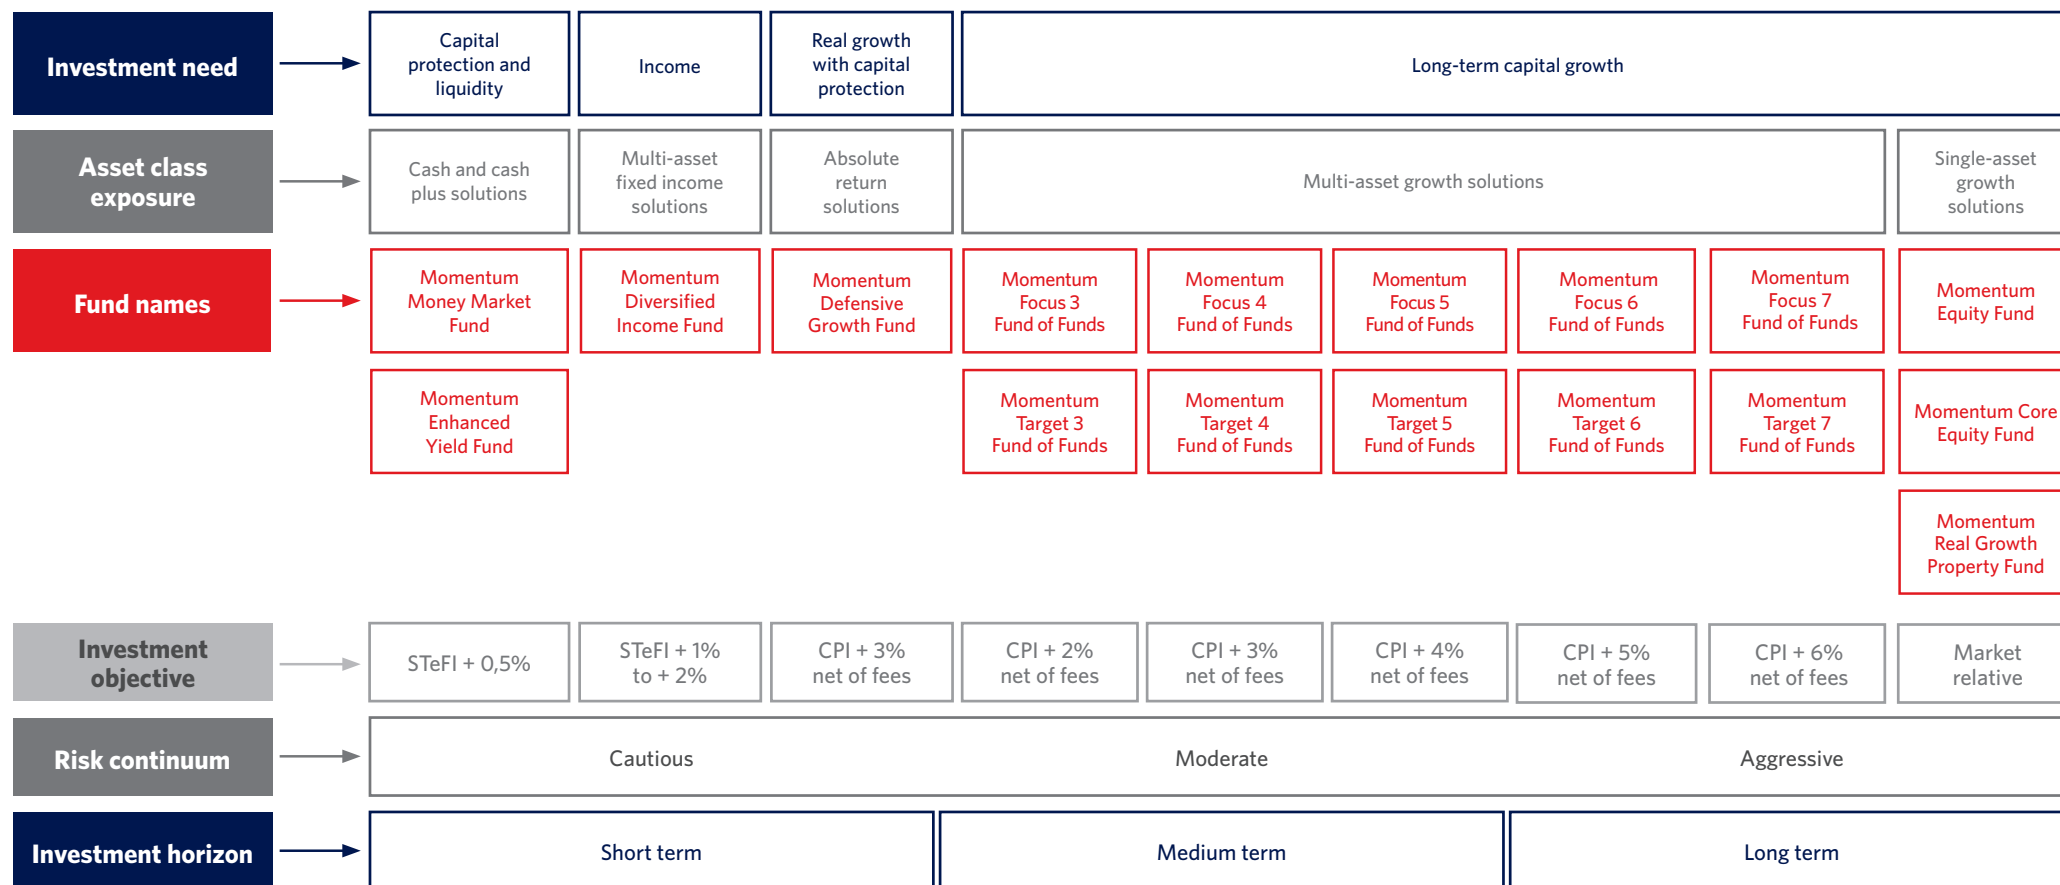 Investment need
Capital
protection and
liquidity
Income
Real growth
with capital
protection
Long-term capital growth
Asset class
exposure
Cash and cash
plus solutions
Multi-asset
fixed income
solutions
Absolute
return
solutions
Multi-asset growth solutions
Single-asset
growth
solutions
Fund names
Momentum
Money Market
Fund
Momentum
Diversified
Income Fund
Momentum
Defensive
Growth Fund
Momentum
Focus 3
Fund of Funds
Momentum
Focus 4
Fund of Funds
Momentum
Focus 5
Fund of Funds
Momentum
Focus 6
Fund of Funds
Momentum
Focus 7
Fund of Funds
Momentum
Equity Fund
Momentum
Enhanced
Yield Fund
Momentum
Target 3
Fund of Funds
Momentum
Target 4
Fund of Funds
Momentum
Target 5
Fund of Funds
Momentum
Target 6
Fund of Funds
Momentum
Target 7
Fund of Funds
Momentum Core
Equity Fund
Momentum
Real Growth
Property Fund
Investment
objective
STeFI + 0,5%
STeFI + 1%
to + 2%
CPI + 3%
net of fees
CPI + 2%
net of fees
CPI + 3%
net of fees
CPI + 4%
net of fees
CPI + 5%
net of fees
CPI + 6%
net of fees
Market
relative
Risk continuum
Cautious
Moderate
Aggressive
Investment horizon
Short term
Medium term
Long term